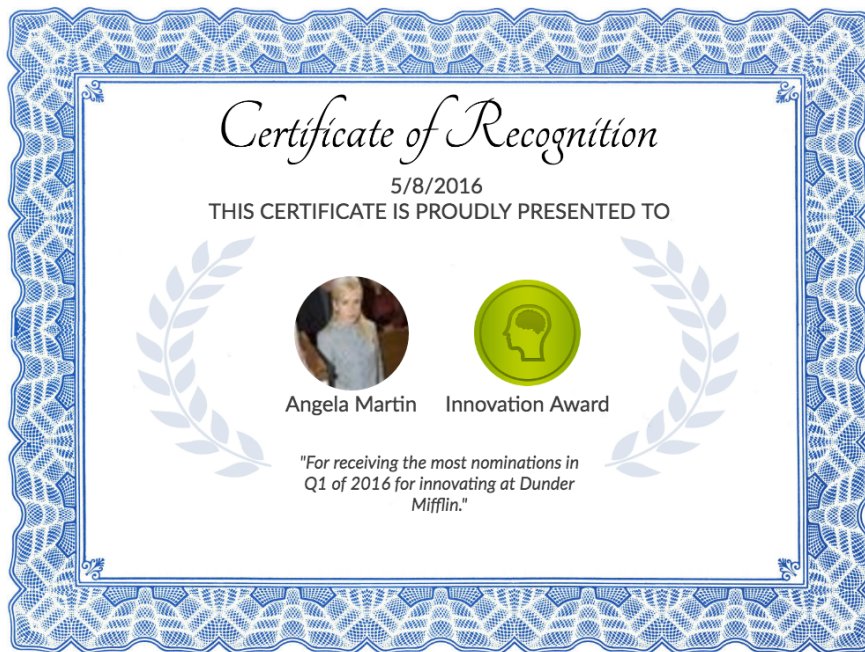 Certificate of Recognition
5/8/2016
THIS CERTIFICATE IS PROUDLY PRESENTED TO
Angela Martin Innovation Award
"For receiving the most nominations in
Q1 of 2016 for innovating at Dunder
Mifflin."